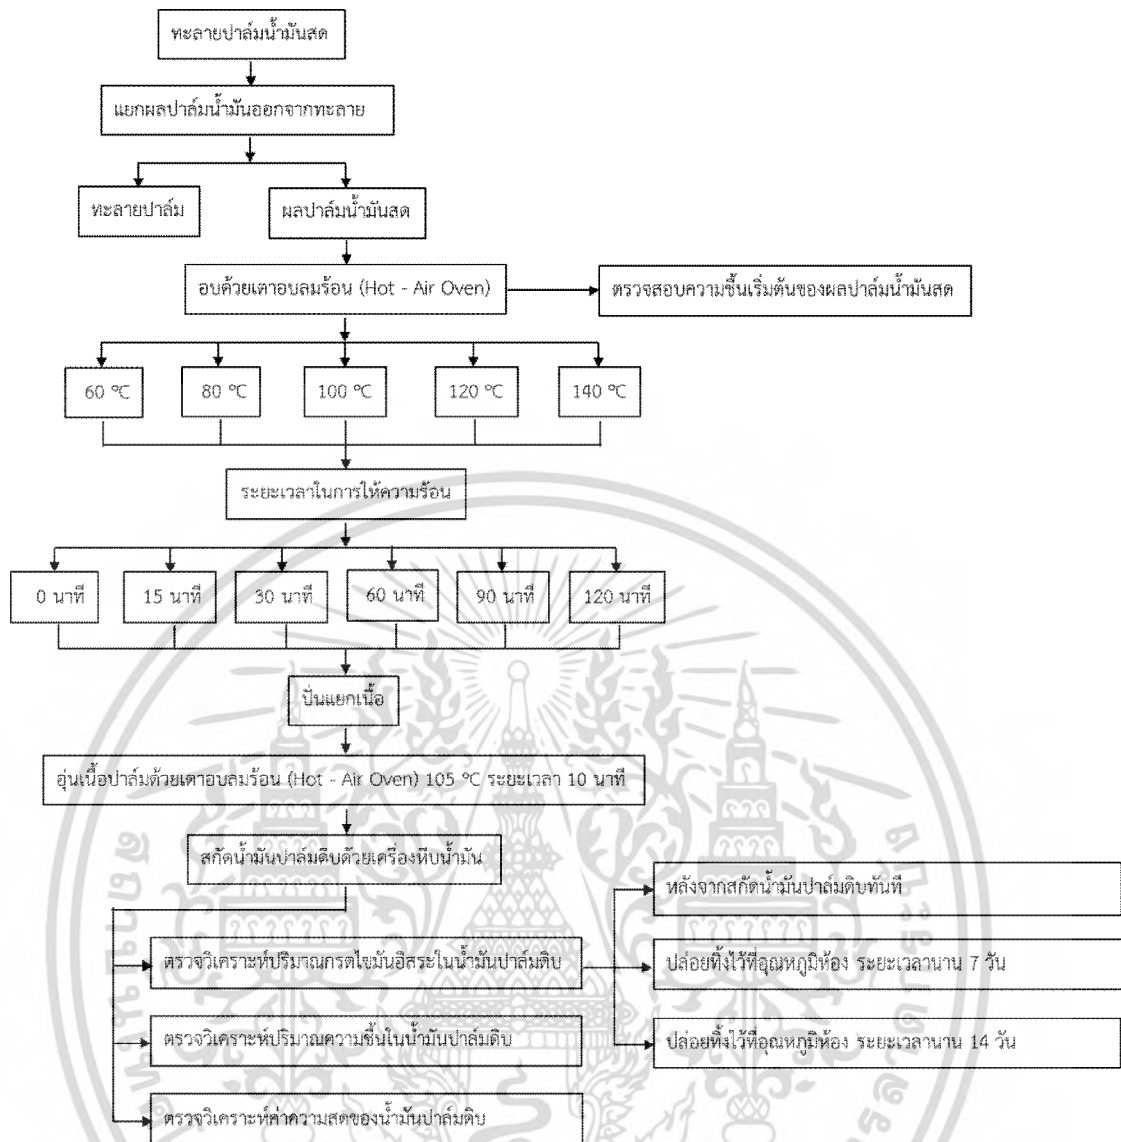 ทะลายปาล์มน้ำมันสด
แยกผลปาล์มน้ำมันออกจากทะลาย
ทะลายปาล์ม
ผลปาล์มน้ำมันสด
อบด้วยเตาอบลมร้อน (Hot - Air Oven)
ตรวจสอบความชื้นเริ่มต้นของผลปาล์มน้ำมันสด
60 ºC
80 ºC
100 ºC
120 ºC
140 ºC
ระยะเวลาในการให้ความร้อน
0 นาที
15 นาที
30 นาที
60 นาที
90 นาที
120 นาที
ปั่นแยกเนื้อ
อุ่นเนื้อปาล์มด้วยเตาอบลมร้อน (Hot - Air Oven) 105 ºC ระยะเวลา 10 นาที
สกัดน้ำมันปาล์มดิบด้วยเครื่องหีบน้ำมัน
หลังจากสกัดน้ำมันปาล์มดิบทันที
ตรวจวิเคราะห์ปริมาณกรดไขมันอิสระในน้ำมันปาล์มดิบ
ปล่อยทิ้งไว้ที่อุณหภูมิห้อง ระยะเวลานาน 7 วัน
ตรวจวิเคราะห์ปริมาณความชื้นในน้ำมันปาล์มดิบ
ปล่อยทิ้งไว้ที่อุณหภูมิห้อง ระยะเวลานาน 14 วัน
ตรวจวิเคราะห์ค่าความสดของน้ำมันปาล์มดิบ